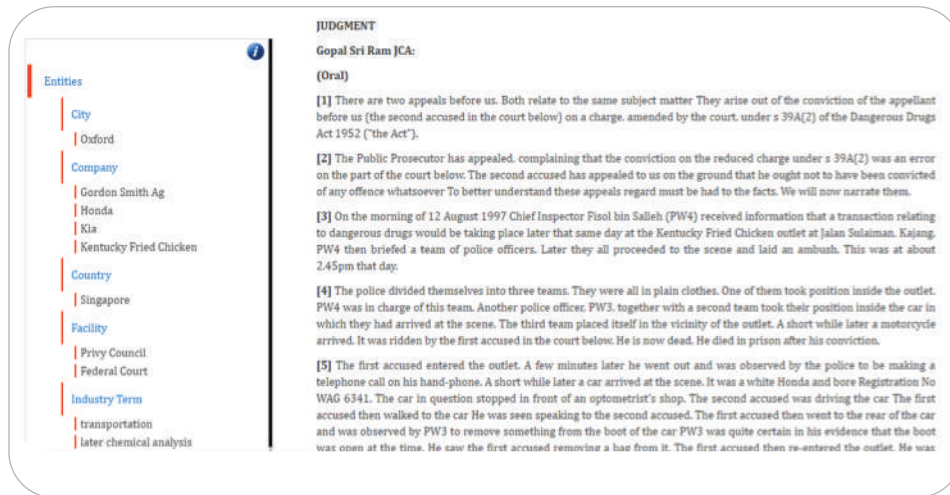 Entities
City
Oxford
Company
Gordon Smith Ag
Honda
Kia
Kentucky Fried Chicken
Country
Singapore
Facility
Privy Council
Federal Court
Industry Term
transportation
later chemical analysis
JUDGMENT
Gopal Sri Ram JCA:
(Oral)
[1] There are two appeals before us. Both relate to the same subject matter They arise out of the conviction of the appellant
before us (the second accused in the court below) on a charge, amended by the court, under s 39A(2) of the Dangerous Drugs
Act 1952 ("the Act").
[2] The Public Prosecutor has appealed, complaining that the conviction on the reduced charge under s 39A(2) was an error
on the part of the court below. The second accused has appealed to us on the ground that he ought not to have been convicted
of any offence whatsoever To better understand these appeals regard must be had to the facts. We will now narrate them.
[3] On the morning of 12 August 1997 Chief Inspector Fisol bin Salleh (PW4) received information that a transaction relating
to dangerous drugs would be taking place later that same day at the Kentucky Fried Chicken outlet at Jalan Sulaiman, Kajang.
PW4 then briefed a team of police officers. Later they all proceeded to the scene and laid an ambush. This was at about
2.45pm that day.
[4] The police divided themselves into three teams. They were all in plain clothes. One of them took position inside the outlet.
PW4 was in charge of this team. Another police officer, PW3, together with a second team took their position inside the car in
which they had arrived at the scene. The third team placed itself in the vicinity of the outlet. A short while later a motorcycle
arrived. It was ridden by the first accused in the court below. He is now dead. He died in prison after his conviction.
[5] The first accused entered the outlet. A few minutes later he went out and was observed by the police to be making a
telephone call on his hand-phone. A short while later a car arrived at the scene. It was a white Honda and bore Registration No
WAG 6341. The car in question stopped in front of an optometrist's shop. The second accused was driving the car The first
accused then walked to the car He was seen speaking to the second accused. The first accused then went to the rear of the car
and was observed by PW3 to remove something from the boot of the car PW3 was quite certain in his evidence that the boot
was open at the time. He saw the first accused removing a bag from it. The first accused then re-entered the outlet. He was